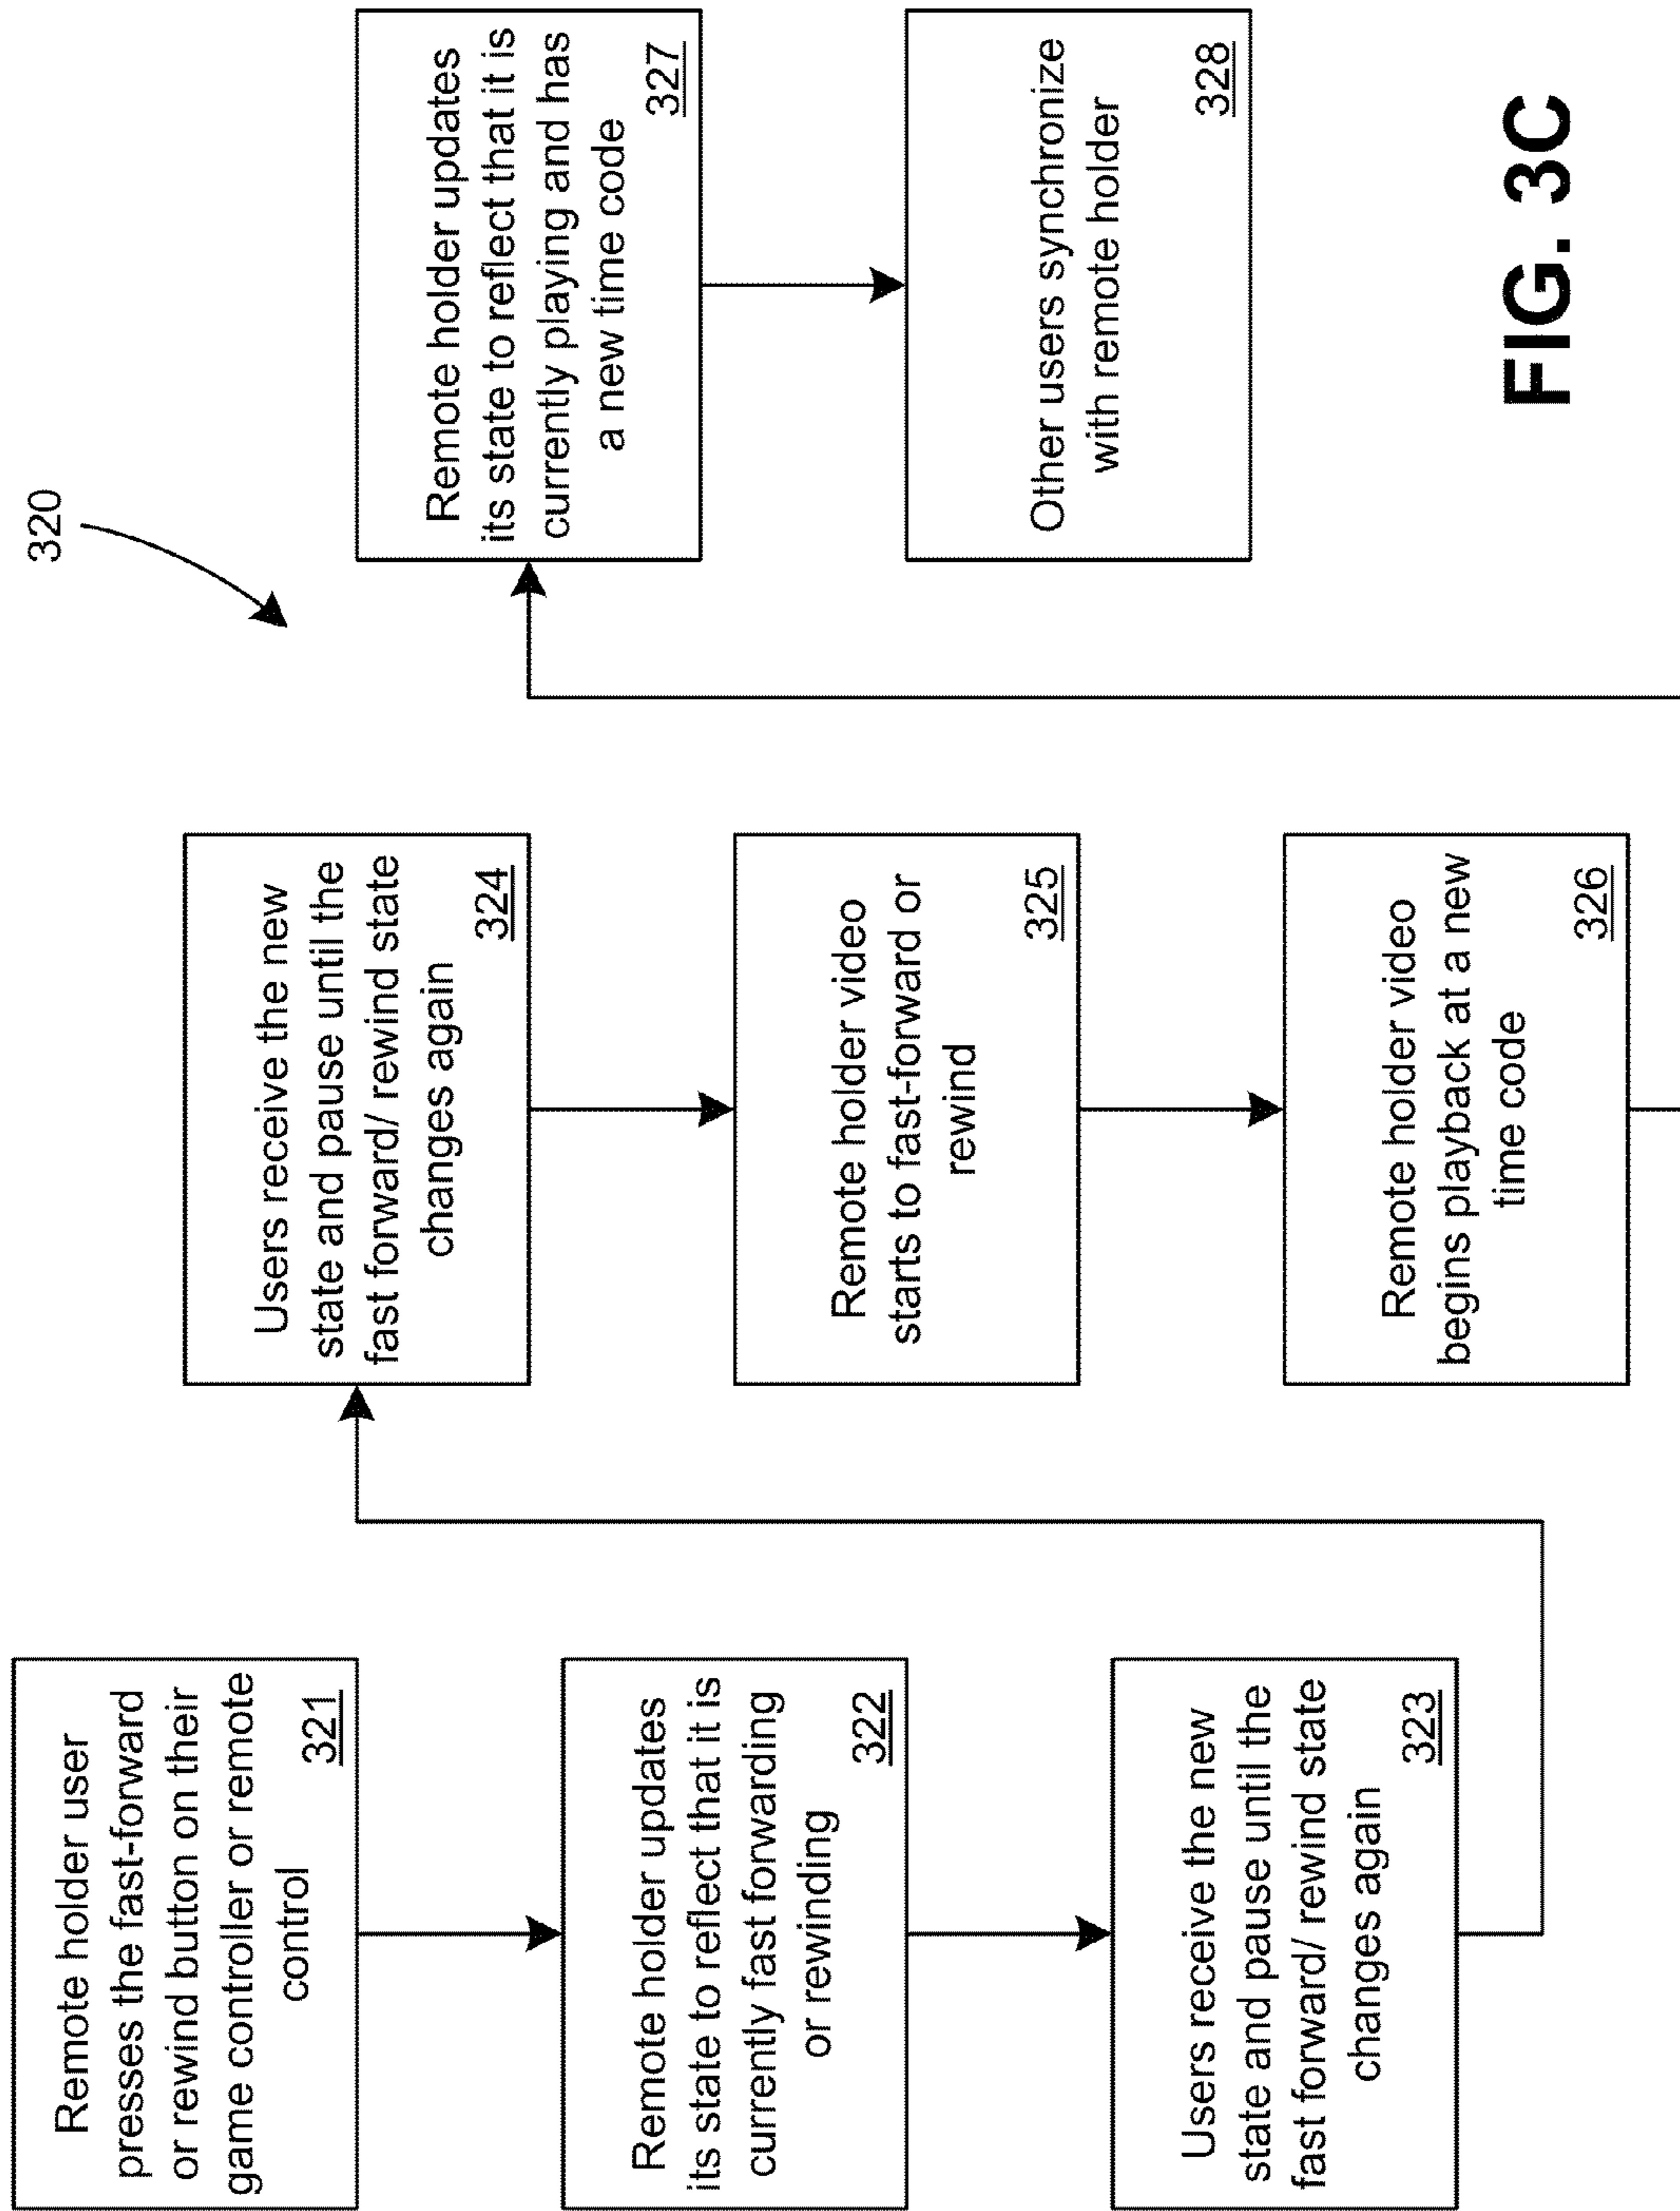 320
Remote holder user
presses the fast-forward
or rewind button on their
game controller or remote
control
321
Remote holder updates
its state to reflect that it is
currently fast forwarding
or rewinding
322
Users receive the new
state and pause until the
fast forward/ rewind state
changes again
323
Users receive the new
state and pause until the
fast forward/ rewind state
changes again
324
Remote holder video
starts to fast-forward or
rewind
325
Remote holder video
begins playback at a new
time code
326
Remote holder updates
its state to reflect that it is
currently playing and has
a new time code
327
Other users synchronize
with remote holder
328
FIG. 3C